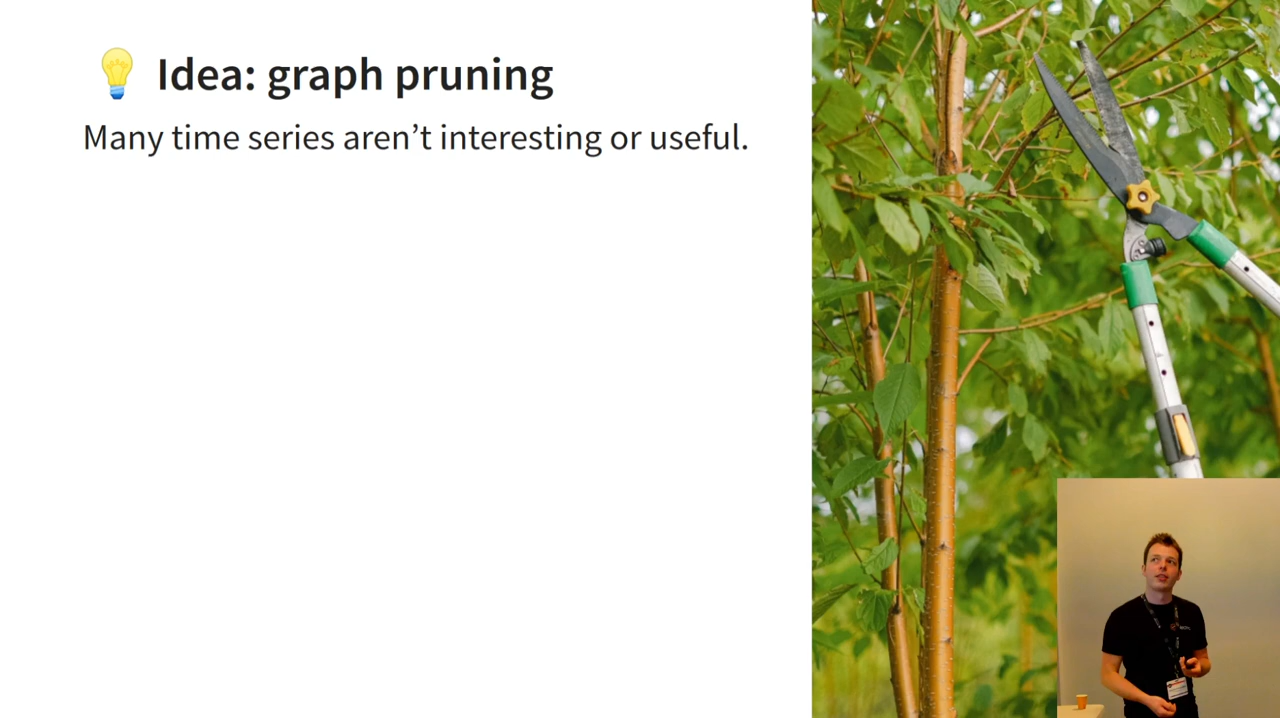 Idea: graph pruning
Many time series aren’t interesting or useful.